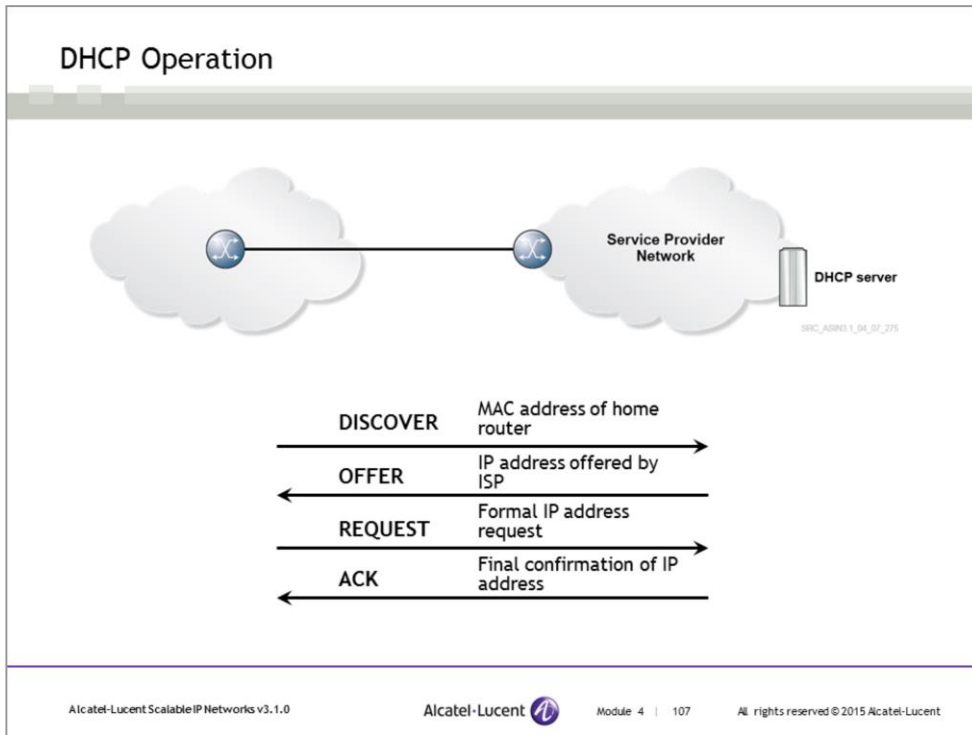 DHCP Operation
Service Provider
Network
DHCP server
SRC_ASIN3.1_04_07_275
DISCOVER
MAC address of home
router
OFFER
IP address offered by
ISP
REQUEST
Formal IP address
request
ACK
Final confirmation of IP
address
Alcatel-Lucent Scalable IP Networks v3.1.0
Alcatel·Lucent
Module 4 | 107
All rights reserved © 2015 Alcatel-Lucent